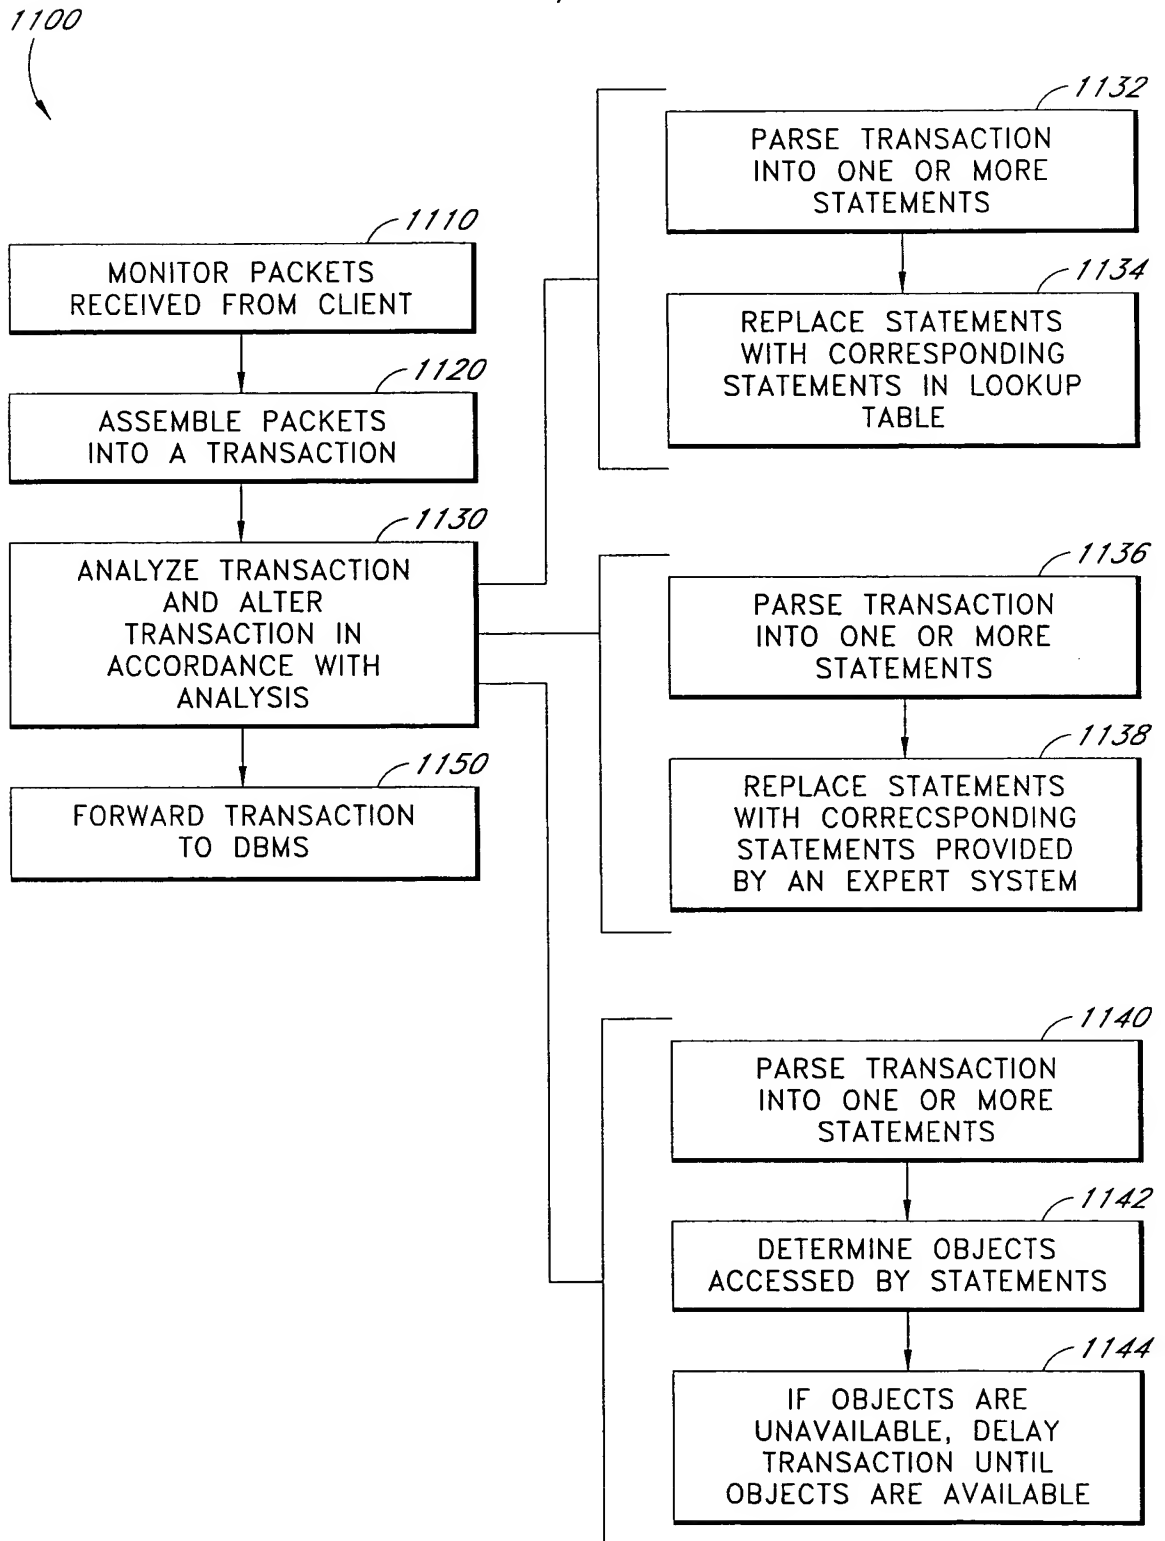 1100
1110
MONITOR PACKETS
RECEIVED FROM CLIENT
1120
ASSEMBLE PACKETS
INTO A TRANSACTION
1130
ANALYZE TRANSACTION
AND ALTER
TRANSACTION IN
ACCORDANCE WITH
ANALYSIS
1150
FORWARD TRANSACTION
TO DBMS
1132
PARSE TRANSACTION
INTO ONE OR MORE
STATEMENTS
1134
REPLACE STATEMENTS
WITH CORRESPONDING
STATEMENTS IN LOOKUP
TABLE
1136
PARSE TRANSACTION
INTO ONE OR MORE
STATEMENTS
1138
REPLACE STATEMENTS
WITH CORRECSPONDING
STATEMENTS PROVIDED
BY AN EXPERT SYSTEM
1140
PARSE TRANSACTION
INTO ONE OR MORE
STATEMENTS
1142
DETERMINE OBJECTS
ACCESSED BY STATEMENTS
1144
IF OBJECTS ARE
UNAVAILABLE, DELAY
TRANSACTION UNTIL
OBJECTS ARE AVAILABLE